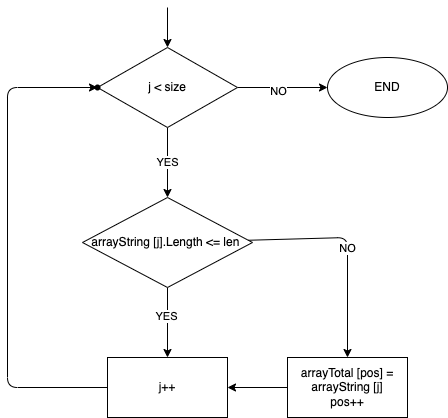 j < size
NO
END
YES
arrayString [j].Length <= len
NO
YES
j++
arrayTotal [pos] =
arrayString [j]
pos++